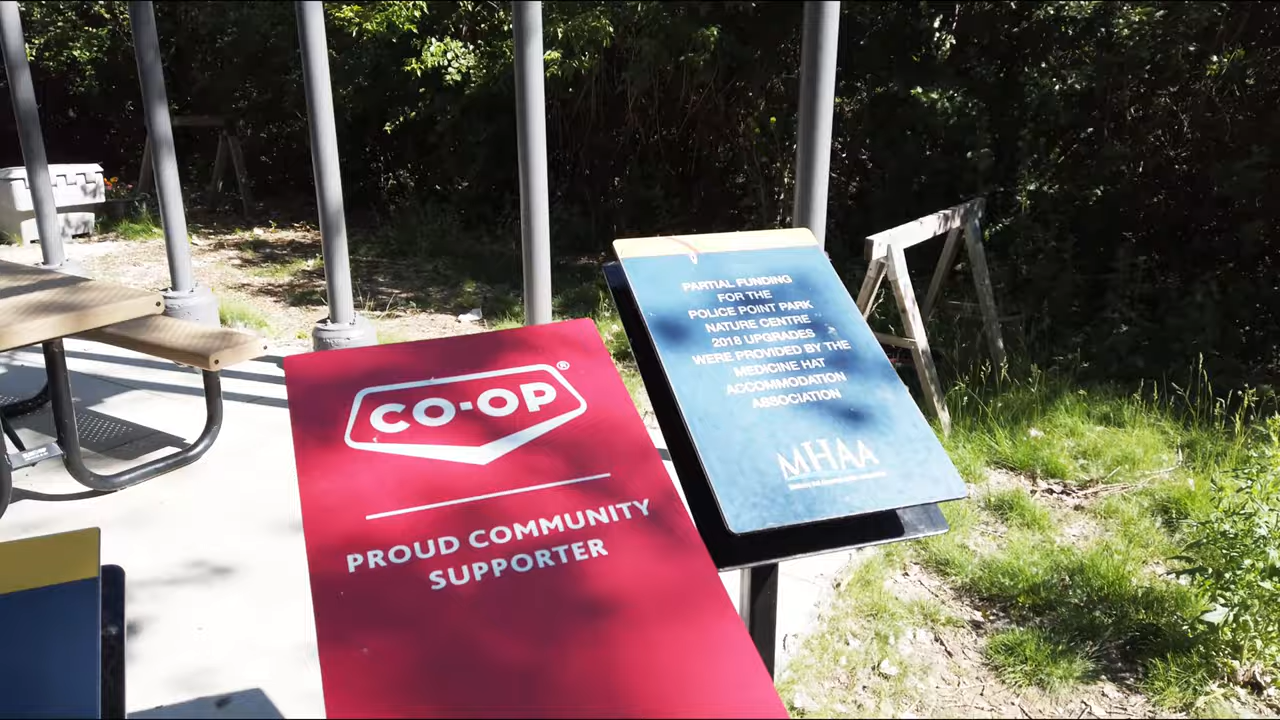 CO-OP®
PROUD COMMUNITY
SUPPORTER
PARTIAL FUNDING
FOR THE
POLICE POINT PARK
NATURE CENTRE
2018 UPGRADES
WERE PROVIDED BY THE
MEDICINE HAT
ACCOMMODATION
ASSOCIATION
MHAA